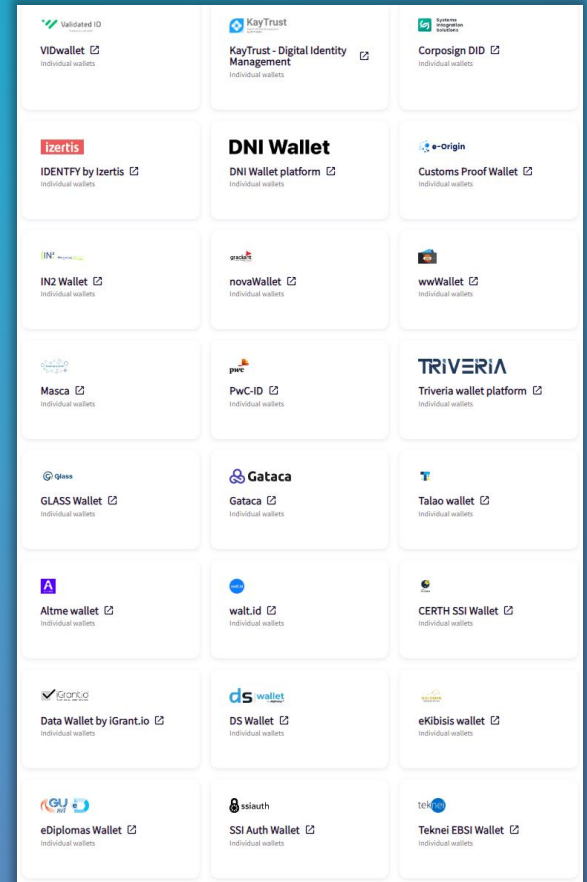 Validated ID
VIDwallet
Individual wallets
KayTrust
KayTrust - Digital Identity
Management
Individual wallets
Systems
Integration
Solutions
Corposign DID
Individual wallets
izertis
IDENTFY by Izertis
Individual wallets
DNI Wallet
DNI Wallet platform
Individual wallets
e-Origin
Customs Proof Wallet
Individual wallets
IN2
IN2 Wallet
Individual wallets
novaWallet
Individual wallets
wwWallet
Individual wallets
Masca
Individual wallets
pwc
PwC-ID
Individual wallets
TRIVERIA
Triveria wallet platform
Individual wallets
Glass
GLASS Wallet
Individual wallets
Gataca
Gataca
Individual wallets
T
Talao wallet
Individual wallets
A
Altme wallet
Individual wallets
walt.id
walt.id
Individual wallets
CERTH SSI Wallet
Individual wallets
iGrant.io
Data Wallet by iGrant.io
Individual wallets
ds wallet
DS Wallet
Individual wallets
eKibisis wallet
Individual wallets
GU
net
eDiplomas Wallet
Individual wallets
ssiauth
SSI Auth Wallet
Individual wallets
teknei
Teknei EBSI Wallet
Individual wallets